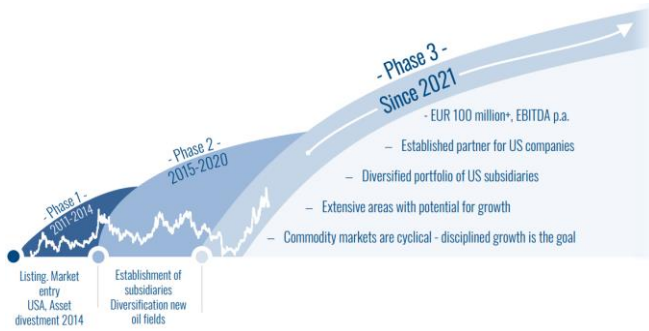 - Phase 1 -
2011-2014
- Phase 2 -
2015-2020
- Phase 3 -
Since 2021
- EUR 100 million+, EBITDA p.a.
– Established partner for US companies
– Diversified portfolio of US subsidiaries
– Extensive areas with potential for growth
– Commodity markets are cyclical - disciplined growth is the goal
Listing. Market
entry
USA, Asset
divestment 2014
Establishment of
subsidiaries
Diversification new
oil fields